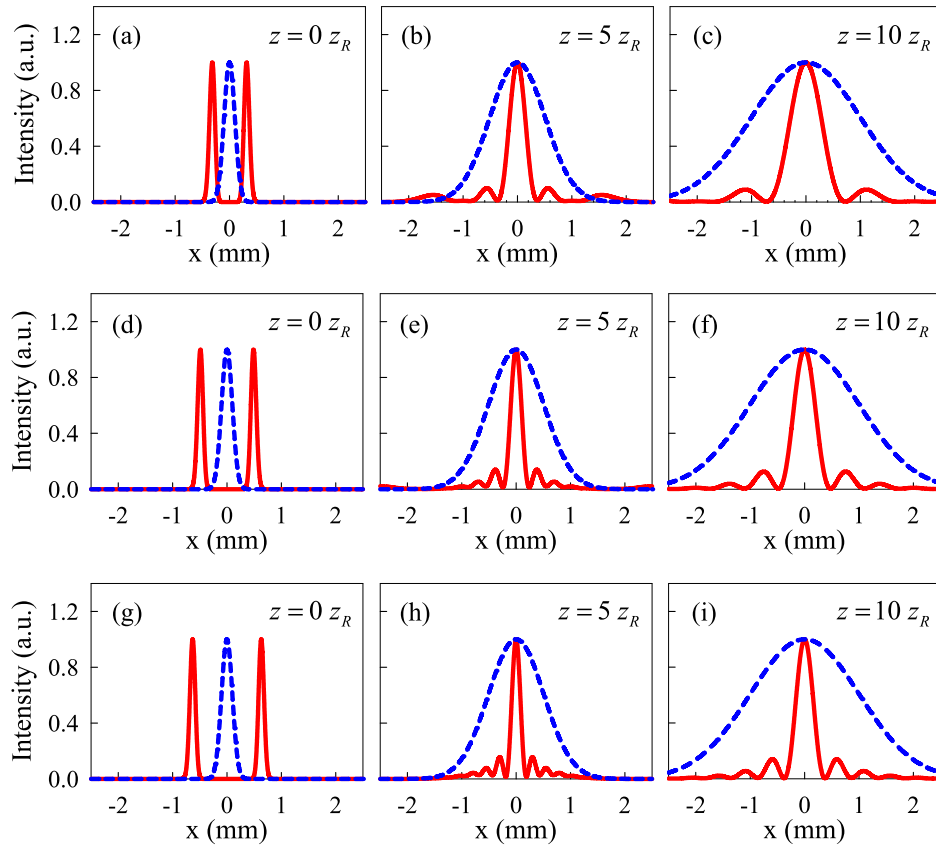 (a) z = 0 z_R
(b) z = 5 z_R
(c) z = 10 z_R
Intensity (a.u.)
1.2
0.8
0.4
0.0
-2 -1 0 1 2
-2 -1 0 1 2
-2 -1 0 1 2
x (mm)
x (mm)
x (mm)
(d) z = 0 z_R
(e) z = 5 z_R
(f) z = 10 z_R
Intensity (a.u.)
1.2
0.8
0.4
0.0
-2 -1 0 1 2
-2 -1 0 1 2
-2 -1 0 1 2
x (mm)
x (mm)
x (mm)
(g) z = 0 z_R
(h) z = 5 z_R
(i) z = 10 z_R
Intensity (a.u.)
1.2
0.8
0.4
0.0
-2 -1 0 1 2
-2 -1 0 1 2
-2 -1 0 1 2
x (mm)
x (mm)
x (mm)